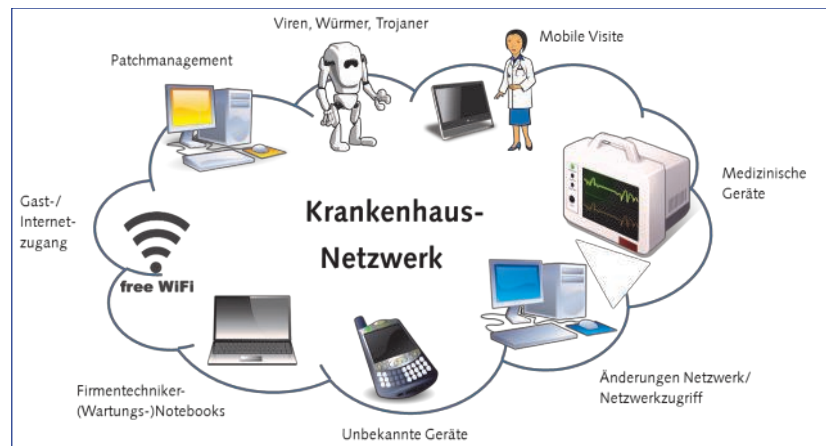 Viren, Würmer, Trojaner
Mobile Visite
Patchmanagement
Medizinische
Geräte
Gast-/
Internet-
zugang
Krankenhaus-
Netzwerk
free WiFi
Änderungen Netzwerk/
Netzwerkzugriff
Firmentechniker-
(Wartungs-)Notebooks
Unbekannte Geräte